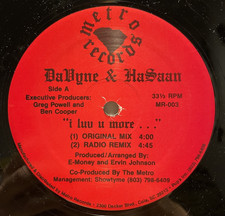 metro
records
DaVyne & HaSaan
Side A
33⅓ RPM
Executive Producers:
Greg Powell and
Ben Cooper
MR-003
"i luv u more . . ."
(1) ORIGINAL MIX 4:00
(2) RADIO REMIX 4:45
Produced/Arranged By:
E-Money and Ervin Johnson
Co-Produced By The Metro
Management: Showtyme